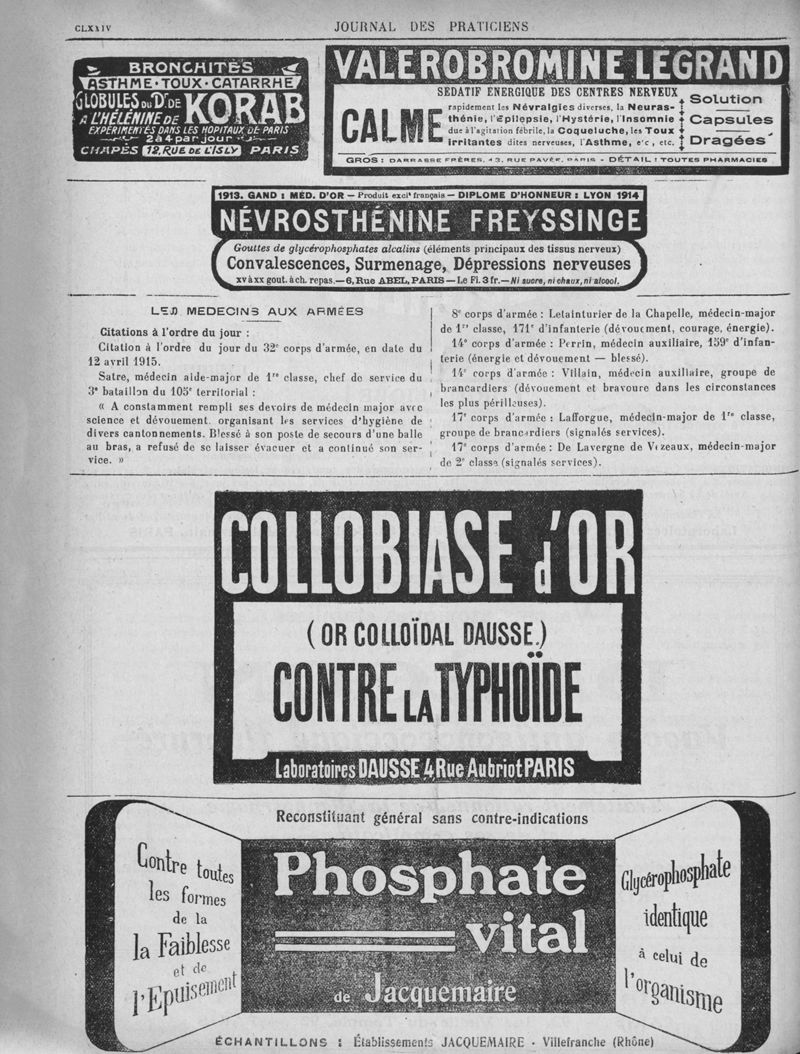 CLXXIV
JOURNAL DES PRATICIENS
BRONCHITES
ASTHME·TOUX·CATARRHE
GLOBULES DU Dr. DE
A L'HÉLÉNINE DE KORAB
EXPÉRIMENTÉS DANS LES HOPITAUX DE PARIS
2 à 4 par jour
CHAPÈS 12, RUE DE L'ISLY PARIS
VALEROBROMINE LEGRAND
SÉDATIF ÉNERGIQUE DES CENTRES NERVEUX
CALME
rapidement les Névralgies diverses, la Neuras-
thénie, l'Épilepsie, l'Hystérie, l'Insomnie
due à l'agitation fébrile, la Coqueluche, les Toux
irritantes dites nerveuses, l'Asthme, etc, etc.
Solution
Capsules
Dragées
GROS: DARRASSE FRÈRES, 13, RUE PAVÉE, PARIS - DÉTAIL: TOUTES PHARMACIES
1913. GAND : MÉD. D'OR — Produit exclt français — DIPLOME D'HONNEUR : LYON 1914
NÉVROSTHÉNINE FREYSSINGE
Gouttes de glycérophosphates alcalins (éléments principaux des tissus nerveux)
Convalescences, Surmenage, Dépressions nerveuses
XV à XX gout. à ch. repas.—6, Rue ABEL, PARIS—Le Fl. 3 fr.—Ni sucre, ni chaux, ni alcool.
LES MEDECINS AUX ARMÉES
Citations à l'ordre du jour :
Citation à l'ordre du jour du 32e corps d'armée, en date du
12 avril 1915.
Satre, médecin aide-major de 1re classe, chef de service du
3e bataillon du 105e territorial :
« A constamment rempli ses devoirs de médecin major avec
science et dévouement. organisant les services d'hygiène de
divers cantonnements. Blessé à son poste de secours d'une balle
au bras, a refusé de se laisser évacuer et a continué son ser-
vice. »
8e corps d'armée : Letainturier de la Chapelle, médecin-major
de 1re classe, 171e d'infanterie (dévouement, courage, énergie).
14e corps d'armée : Perrin, médecin auxiliaire, 159e d'infan-
terie (énergie et dévouement — blessé).
14e corps d'armée : Villain, médecin auxiliaire, groupe de
brancardiers (dévouement et bravoure dans les circonstances
les plus périlleuses).
17e corps d'armée : Lafforgue, médecin-major de 1re classe,
groupe de brancardiers (signalés services).
17e corps d'armée : De Lavergne de Vezeaux, médecin-major
de 2e classe (signalés services).
COLLOBIASE d'OR
( OR COLLOÏDAL DAUSSE.)
CONTRE LA TYPHOÏDE
Laboratoires DAUSSE 4 Rue Aubriot PARIS
Reconstituant général sans contre-indications
Contre toutes
les formes
de la
la Faiblesse
et de
l'Epuisement
Phosphate
vital
de Jacquemaire
Glycérophosphate
identique
à celui de
l'organisme
ÉCHANTILLONS : Établissements JACQUEMAIRE - Villefranche (Rhône)